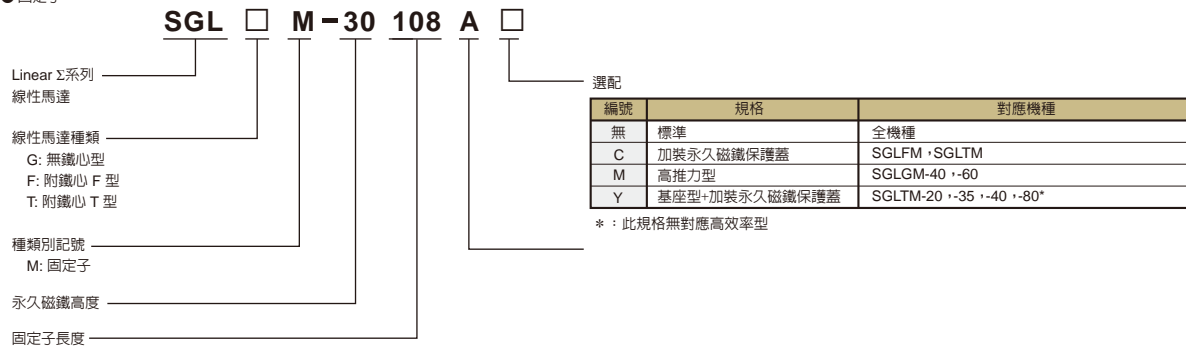 SGL □ M-30 108 A □
Linear Σ系列
線性馬達
線性馬達種類
G: 無鐵心型
F: 附鐵心 F 型
T: 附鐵心 T 型
種類別記號
M: 固定子
永久磁鐵高度
固定子長度
選配
編號 規格 對應機種
無 標準 全機種
C 加裝永久磁鐵保護蓋 SGLFM，SGLTM
M 高推力型 SGLGM-40，-60
Y 基座型+加裝永久磁鐵保護蓋 SGLTM-20，-35，-40，-80*
*：此規格無對應高效率型